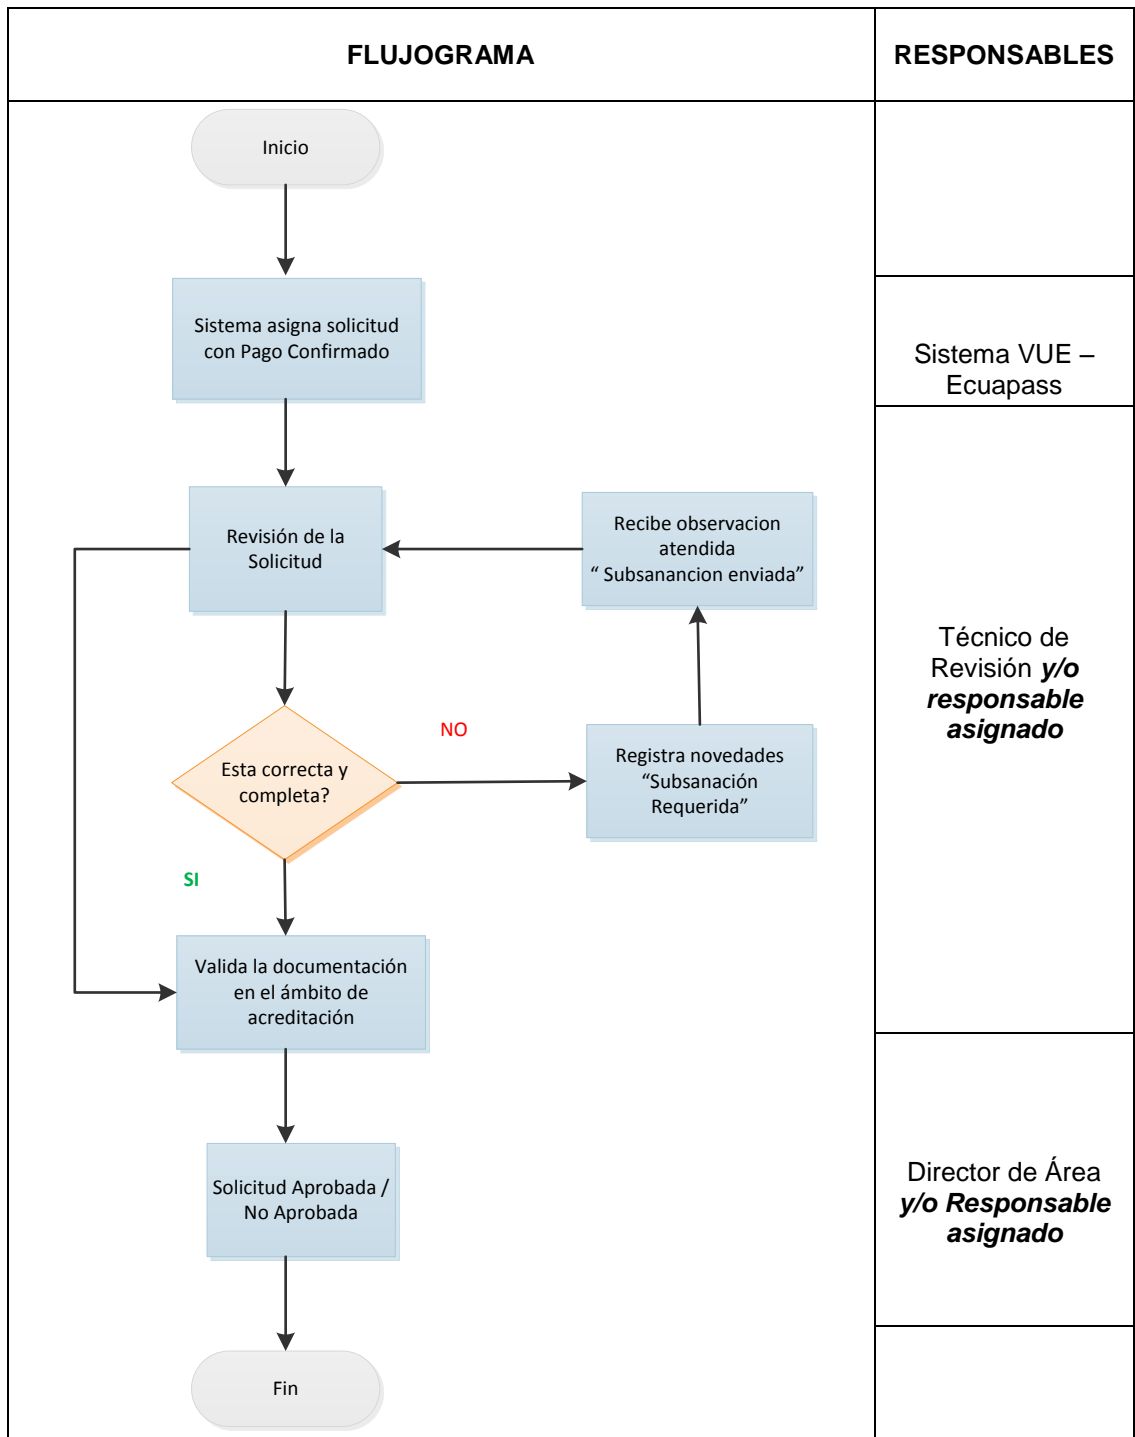 FLUJOGRAMA
RESPONSABLES
Inicio
Sistema asigna solicitud
con Pago Confirmado
Sistema VUE –
Ecuapass
Revisión de la
Solicitud
Recibe observacion
atendida
“ Subsanancion enviada”
Técnico de
Revisión y/o
responsable
asignado
Esta correcta y
completa?
NO
Registra novedades
“Subsanación
Requerida”
SI
Valida la documentación
en el ámbito de
acreditación
Solicitud Aprobada /
No Aprobada
Director de Área
y/o Responsable
asignado
Fin